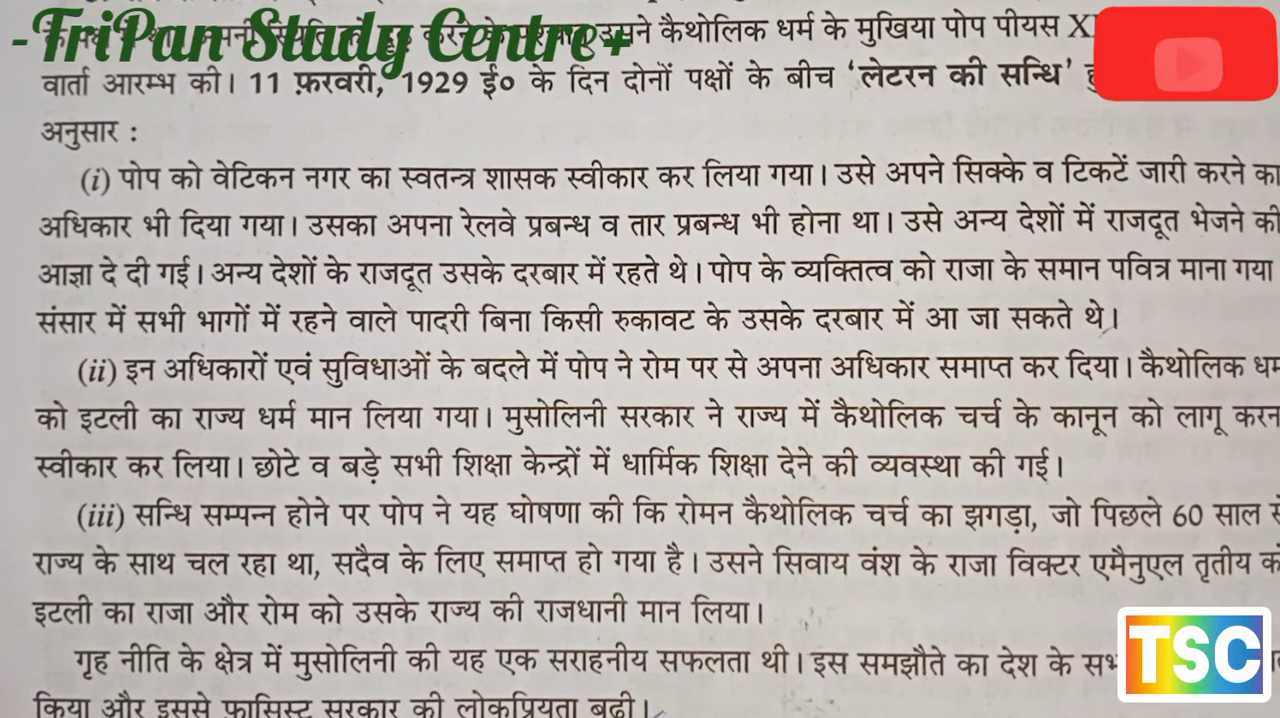 -TriPan Study Centre+
ने कैथोलिक धर्म के मुखिया पोप पीयस
वार्ता आरम्भ की। 11 फ़रवरी, 1929 ई० के दिन दोनों पक्षों के बीच ‘लेटरन की सन्धि’
अनुसार :
(i) पोप को वेटिकन नगर का स्वतन्त्र शासक स्वीकार कर लिया गया। उसे अपने सिक्के व टिकटें जारी करने का
अधिकार भी दिया गया। उसका अपना रेलवे प्रबन्ध व तार प्रबन्ध भी होना था। उसे अन्य देशों में राजदूत भेजने की
आज्ञा दे दी गई। अन्य देशों के राजदूत उसके दरबार में रहते थे। पोप के व्यक्तित्व को राजा के समान पवित्र माना गया
संसार में सभी भागों में रहने वाले पादरी बिना किसी रुकावट के उसके दरबार में आ जा सकते थे।
(ii) इन अधिकारों एवं सुविधाओं के बदले में पोप ने रोम पर से अपना अधिकार समाप्त कर दिया। कैथोलिक
को इटली का राज्य धर्म मान लिया गया। मुसोलिनी सरकार ने राज्य में कैथोलिक चर्च के कानून को लागू
स्वीकार कर लिया। छोटे व बड़े सभी शिक्षा केन्द्रों में धार्मिक शिक्षा देने की व्यवस्था की गई।
(iii) सन्धि सम्पन्न होने पर पोप ने यह घोषणा की कि रोमन कैथोलिक चर्च का झगड़ा, जो पिछले 60 साल
राज्य के साथ चल रहा था, सदैव के लिए समाप्त हो गया है। उसने सिवाय वंश के राजा विक्टर एमैनुएल तृतीय
इटली का राजा और रोम को उसके राज्य की राजधानी मान लिया।
गृह नीति के क्षेत्र में मुसोलिनी की यह एक सराहनीय सफलता थी। इस समझौते का देश के
किया और इससे फ़ासिस्ट सरकार की लोकप्रियता बढ़ी।
TSC